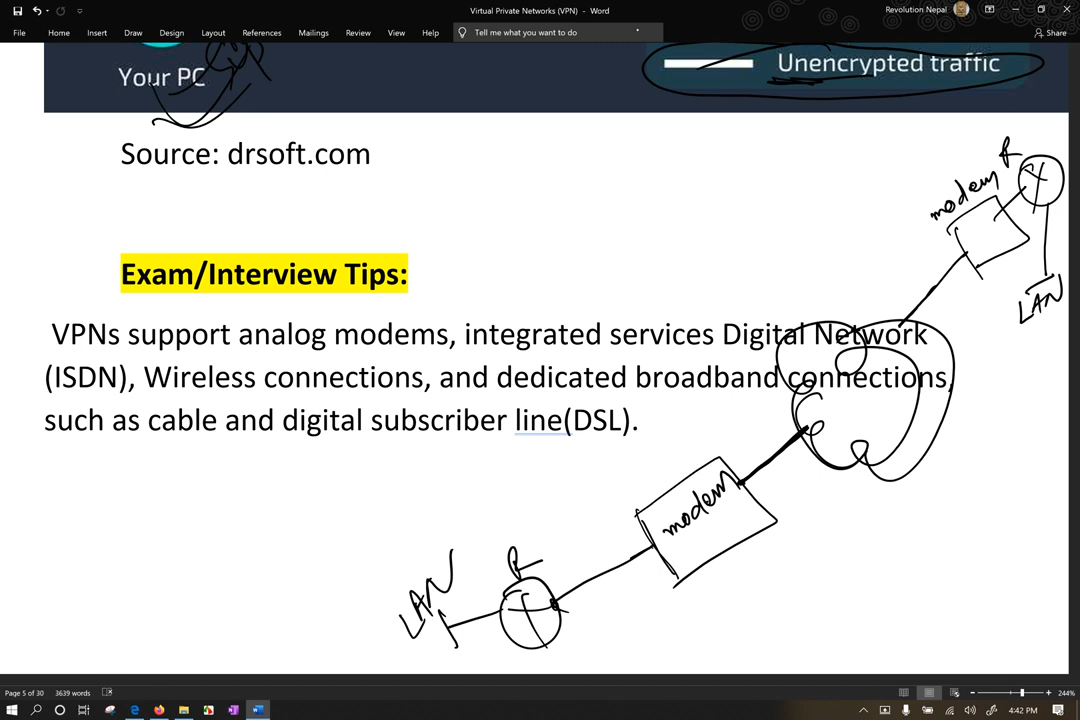 Virtual Private Networks (VPN) - Word
Revolution Nepal
File Home Insert Draw Design Layout References Mailings Review View Help Tell me what you want to do Share
Your PC
Unencrypted traffic
Source: drsoft.com
R
modem
LAN
Exam/Interview Tips:
VPNs support analog modems, integrated services Digital Network
(ISDN), Wireless connections, and dedicated broadband connections,
such as cable and digital subscriber line(DSL).
modem
R
LAN
Page 5 of 30 3639 words 244%
4:42 PM